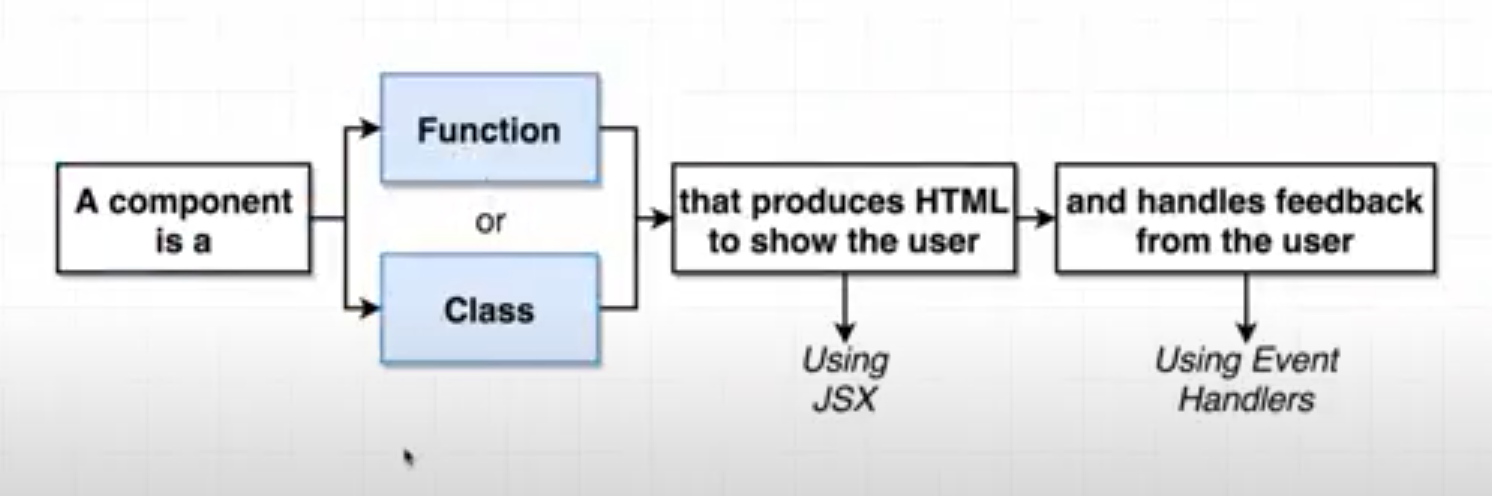 A component
is a
Function
or
Class
that produces HTML
to show the user
Using
JSX
and handles feedback
from the user
Using Event
Handlers